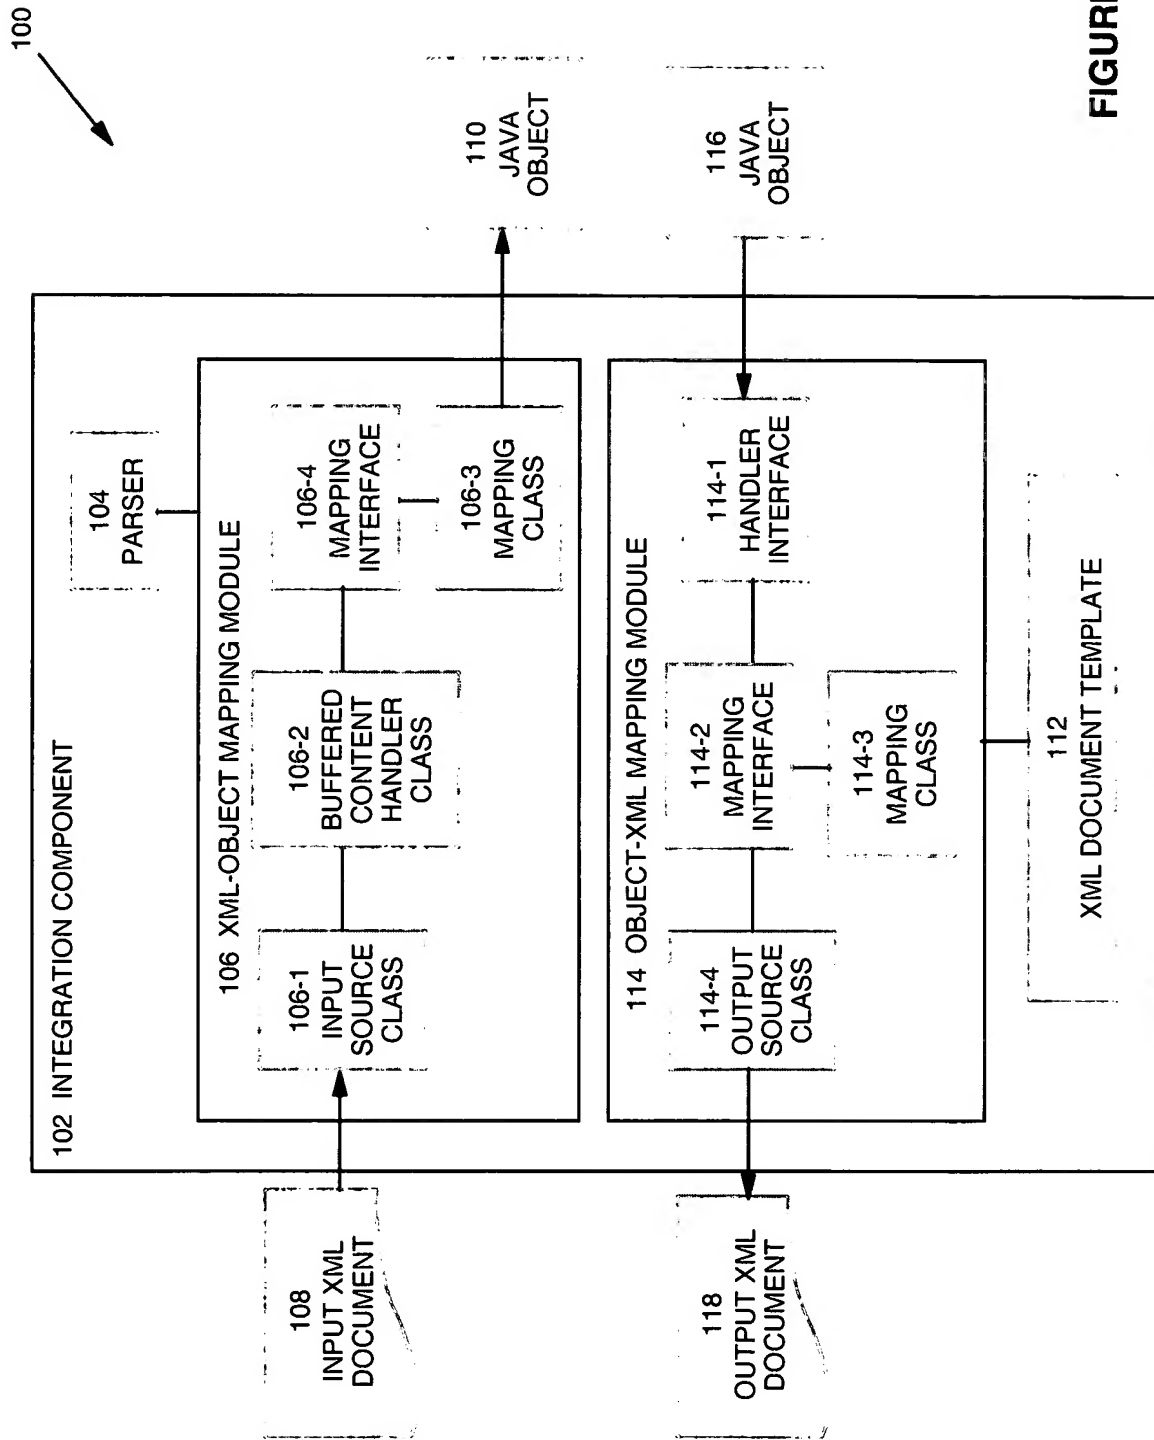 100
102 INTEGRATION COMPONENT
104
PARSER
106 XML-OBJECT MAPPING MODULE
108
INPUT XML
DOCUMENT
106-1
INPUT
SOURCE
CLASS
106-2
BUFFERED
CONTENT
HANDLER
CLASS
106-4
MAPPING
INTERFACE
106-3
MAPPING
CLASS
110
JAVA
OBJECT
114 OBJECT-XML MAPPING MODULE
118
OUTPUT XML
DOCUMENT
114-4
OUTPUT
SOURCE
CLASS
114-2
MAPPING
INTERFACE
114-3
MAPPING
CLASS
114-1
HANDLER
INTERFACE
116
JAVA
OBJECT
112
XML DOCUMENT TEMPLATE